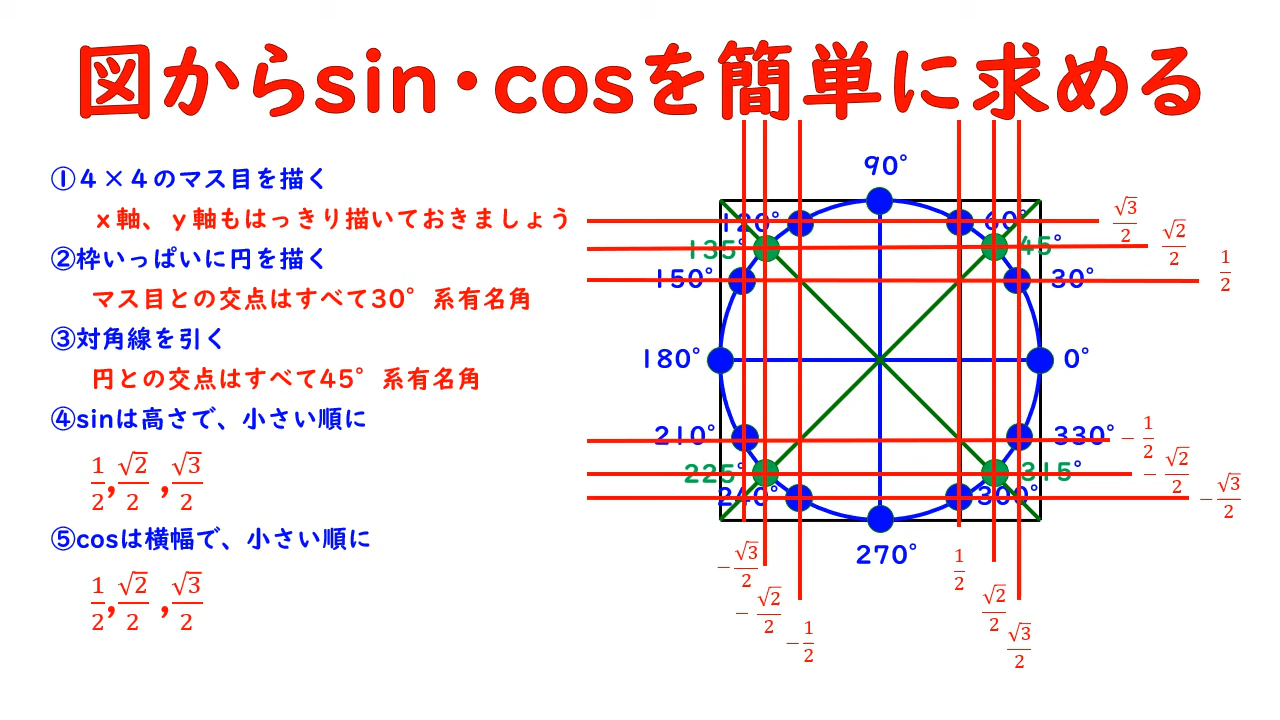 図からsin・cosを簡単に求める
①４×４のマス目を描く
ｘ軸、ｙ軸もはっきり描いておきましょう
②枠いっぱいに円を描く
マス目との交点はすべて30°系有名角
③対角線を引く
円との交点はすべて45°系有名角
④sinは高さで、小さい順に
1/2, √2/2 , √3/2
⑤cosは横幅で、小さい順に
1/2, √2/2 , √3/2
90°
120° 60° √3/2
135° 45° √2/2
150° 30° 1/2
180° 0°
210° 330° −1/2
225° 315° −√2/2
240° 300° −√3/2
270°
−√3/2 −√2/2 −1/2 1/2 √2/2 √3/2